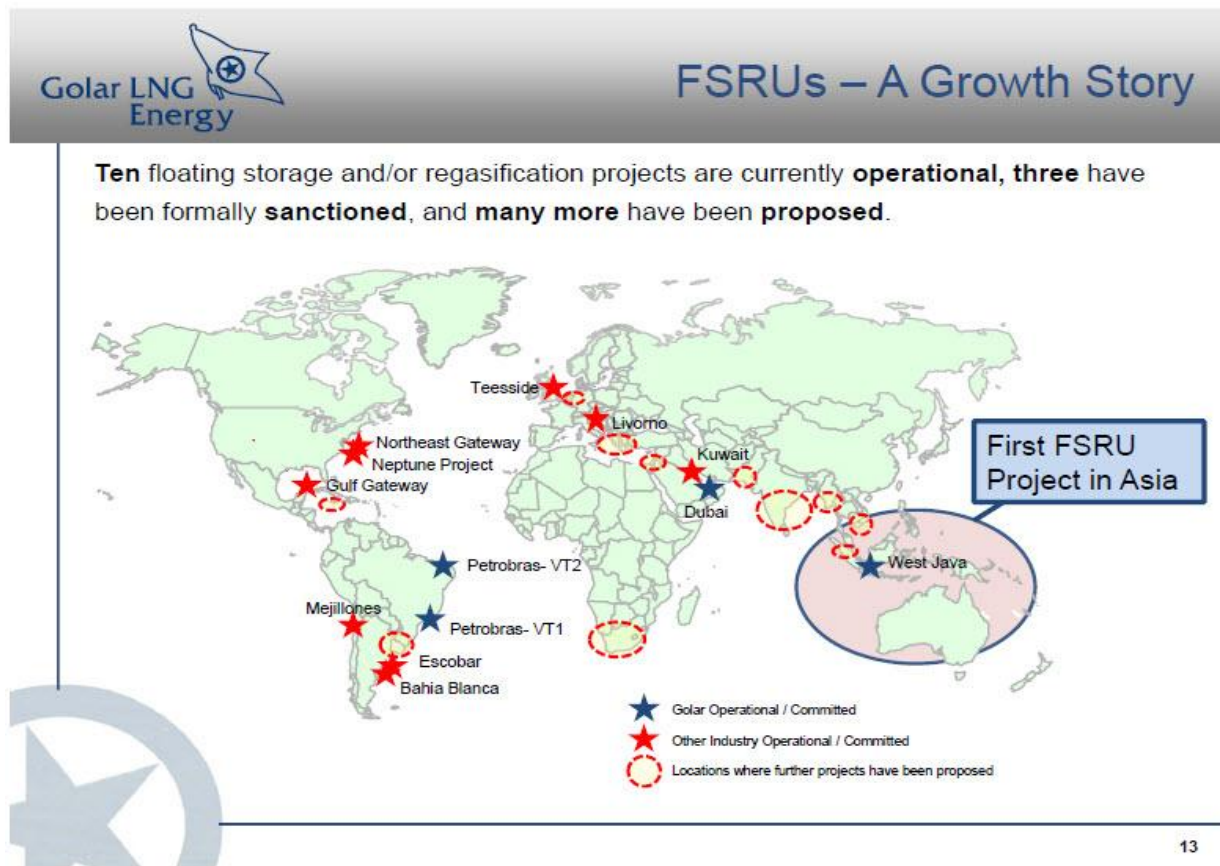 Golar LNG
Energy
FSRUs – A Growth Story
Ten floating storage and/or regasification projects are currently operational, three have
been formally sanctioned, and many more have been proposed.
Teesside
Livorno
Northeast Gateway
Neptune Project
Gulf Gateway
Kuwait
Dubai
First FSRU
Project in Asia
West Java
Petrobras- VT2
Mejillones
Petrobras- VT1
Escobar
Bahia Blanca
Golar Operational / Committed
Other Industry Operational / Committed
Locations where further projects have been proposed
13